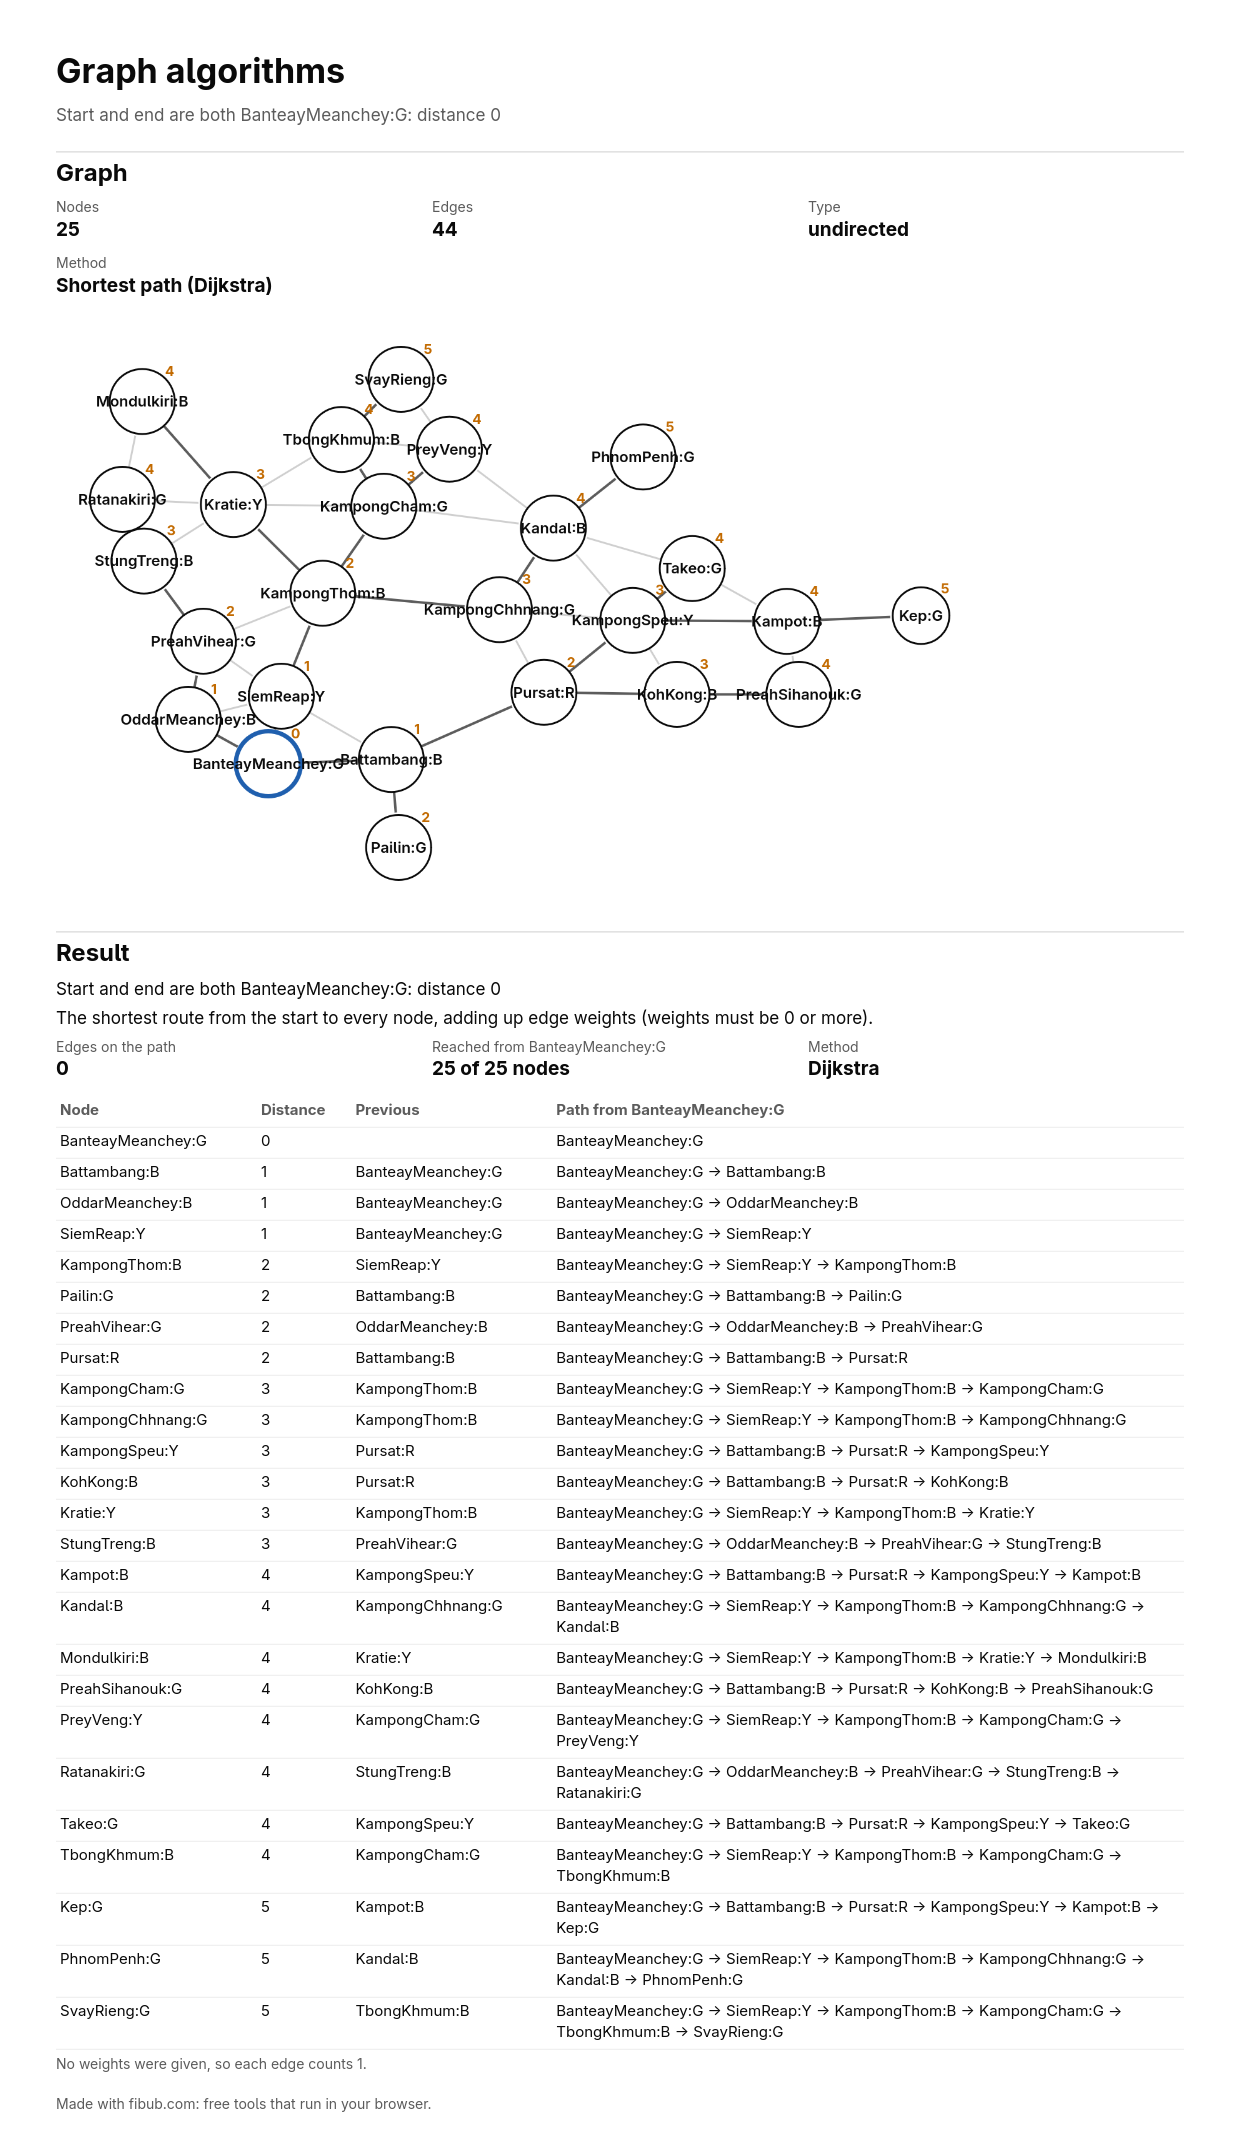 Graph algorithms
Start and end are both BanteayMeanchey:G: distance 0
Graph
Nodes
25
Edges
44
Type
undirected
Method
Shortest path (Dijkstra)
5
SvayRieng:G
4
Mondulkiri:B
4
TbongKhmum:B
4
PreyVeng:Y
5
PhnomPenh:G
4
Ratanakiri:G
3
Kratie:Y
3
KampongCham:G
4
Kandal:B
3
StungTreng:B
4
Takeo:G
2
KampongThom:B
3
KampongChhnang:G
3
KampongSpeu:Y
4
Kampot:B
5
Kep:G
2
PreahVihear:G
1
SiemReap:Y
2
Pursat:R
3
KohKong:B
4
PreahSihanouk:G
1
OddarMeanchey:B
0
BanteayMeanchey:G
1
Battambang:B
2
Pailin:G
Result
Start and end are both BanteayMeanchey:G: distance 0
The shortest route from the start to every node, adding up edge weights (weights must be 0 or more).
Edges on the path
0
Reached from BanteayMeanchey:G
25 of 25 nodes
Method
Dijkstra
Node Distance Previous Path from BanteayMeanchey:G
BanteayMeanchey:G 0 BanteayMeanchey:G
Battambang:B 1 BanteayMeanchey:G BanteayMeanchey:G → Battambang:B
OddarMeanchey:B 1 BanteayMeanchey:G BanteayMeanchey:G → OddarMeanchey:B
SiemReap:Y 1 BanteayMeanchey:G BanteayMeanchey:G → SiemReap:Y
KampongThom:B 2 SiemReap:Y BanteayMeanchey:G → SiemReap:Y → KampongThom:B
Pailin:G 2 Battambang:B BanteayMeanchey:G → Battambang:B → Pailin:G
PreahVihear:G 2 OddarMeanchey:B BanteayMeanchey:G → OddarMeanchey:B → PreahVihear:G
Pursat:R 2 Battambang:B BanteayMeanchey:G → Battambang:B → Pursat:R
KampongCham:G 3 KampongThom:B BanteayMeanchey:G → SiemReap:Y → KampongThom:B → KampongCham:G
KampongChhnang:G 3 KampongThom:B BanteayMeanchey:G → SiemReap:Y → KampongThom:B → KampongChhnang:G
KampongSpeu:Y 3 Pursat:R BanteayMeanchey:G → Battambang:B → Pursat:R → KampongSpeu:Y
KohKong:B 3 Pursat:R BanteayMeanchey:G → Battambang:B → Pursat:R → KohKong:B
Kratie:Y 3 KampongThom:B BanteayMeanchey:G → SiemReap:Y → KampongThom:B → Kratie:Y
StungTreng:B 3 PreahVihear:G BanteayMeanchey:G → OddarMeanchey:B → PreahVihear:G → StungTreng:B
Kampot:B 4 KampongSpeu:Y BanteayMeanchey:G → Battambang:B → Pursat:R → KampongSpeu:Y → Kampot:B
Kandal:B 4 KampongChhnang:G BanteayMeanchey:G → SiemReap:Y → KampongThom:B → KampongChhnang:G →
Kandal:B
Mondulkiri:B 4 Kratie:Y BanteayMeanchey:G → SiemReap:Y → KampongThom:B → Kratie:Y → Mondulkiri:B
PreahSihanouk:G 4 KohKong:B BanteayMeanchey:G → Battambang:B → Pursat:R → KohKong:B → PreahSihanouk:G
PreyVeng:Y 4 KampongCham:G BanteayMeanchey:G → SiemReap:Y → KampongThom:B → KampongCham:G →
PreyVeng:Y
Ratanakiri:G 4 StungTreng:B BanteayMeanchey:G → OddarMeanchey:B → PreahVihear:G → StungTreng:B →
Ratanakiri:G
Takeo:G 4 KampongSpeu:Y BanteayMeanchey:G → Battambang:B → Pursat:R → KampongSpeu:Y → Takeo:G
TbongKhmum:B 4 KampongCham:G BanteayMeanchey:G → SiemReap:Y → KampongThom:B → KampongCham:G →
TbongKhmum:B
Kep:G 5 Kampot:B BanteayMeanchey:G → Battambang:B → Pursat:R → KampongSpeu:Y → Kampot:B →
Kep:G
PhnomPenh:G 5 Kandal:B BanteayMeanchey:G → SiemReap:Y → KampongThom:B → KampongChhnang:G →
Kandal:B → PhnomPenh:G
SvayRieng:G 5 TbongKhmum:B BanteayMeanchey:G → SiemReap:Y → KampongThom:B → KampongCham:G →
TbongKhmum:B → SvayRieng:G
No weights were given, so each edge counts 1.
Made with fibub.com: free tools that run in your browser.